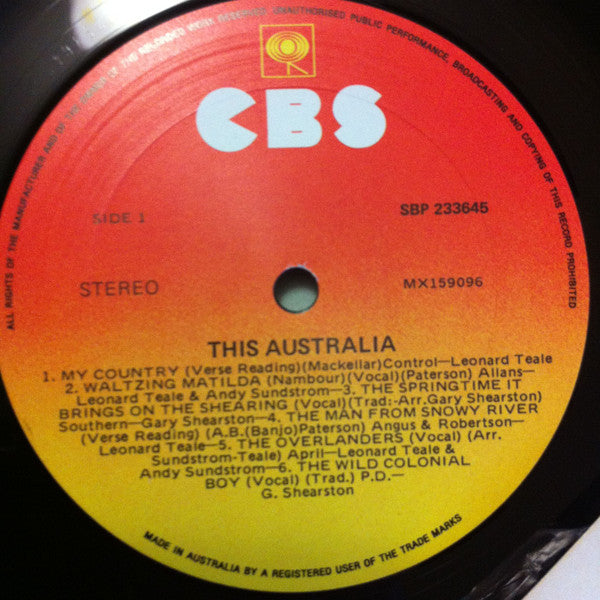 ALL RIGHTS OF THE MANUFACTURER AND OF THE OWNER OF THE RECORDED WORK RESERVED. UNAUTHORISED PUBLIC PERFORMANCE, BROADCASTING AND COPYING OF THIS RECORD PROHIBITED
CBS
SIDE 1
SBP 233645
STEREO
MX159096
THIS AUSTRALIA
1. MY COUNTRY (Verse Reading)(Mackellar)Control—Leonard Teale
2. WALTZING MATILDA (Nambour)(Vocal)(Paterson) Allans—
Leonard Teale & Andy Sundstrom—3. THE SPRINGTIME IT
BRINGS ON THE SHEARING (Vocal)(Trad:-Arr.Gary Shearston)
Southern—Gary Shearston—4. THE MAN FROM SNOWY RIVER
(Verse Reading) (A.B.(Banjo)Paterson) Angus & Robertson—
Leonard Teale—5. THE OVERLANDERS (Vocal) (Arr.
Sundstrom-Teale) April—Leonard Teale &
Andy Sundstrom—6. THE WILD COLONIAL
BOY (Vocal) (Trad.) P.D.—
G. Shearston
MADE IN AUSTRALIA BY A REGISTERED USER OF THE TRADE MARKS